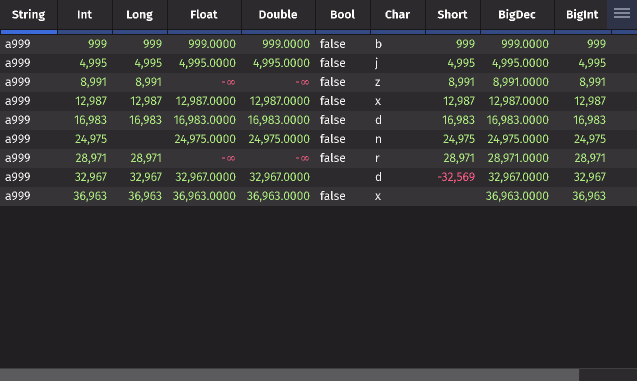 String Int Long Float Double Bool Char Short BigDec BigInt
a999 999 999 999.0000 999.0000 false b 999 999.0000 999
a999 4,995 4,995 4,995.0000 4,995.0000 false j 4,995 4,995.0000 4,995
a999 8,991 8,991 -∞ -∞ false z 8,991 8,991.0000 8,991
a999 12,987 12,987 12,987.0000 12,987.0000 false x 12,987 12,987.0000 12,987
a999 16,983 16,983 16,983.0000 16,983.0000 false d 16,983 16,983.0000 16,983
a999 24,975 24,975.0000 24,975.0000 false n 24,975 24,975.0000 24,975
a999 28,971 28,971 -∞ -∞ false r 28,971 28,971.0000 28,971
a999 32,967 32,967 32,967.0000 32,967.0000 d -32,569 32,967.0000 32,967
a999 36,963 36,963 36,963.0000 36,963.0000 false x 36,963.0000 36,963